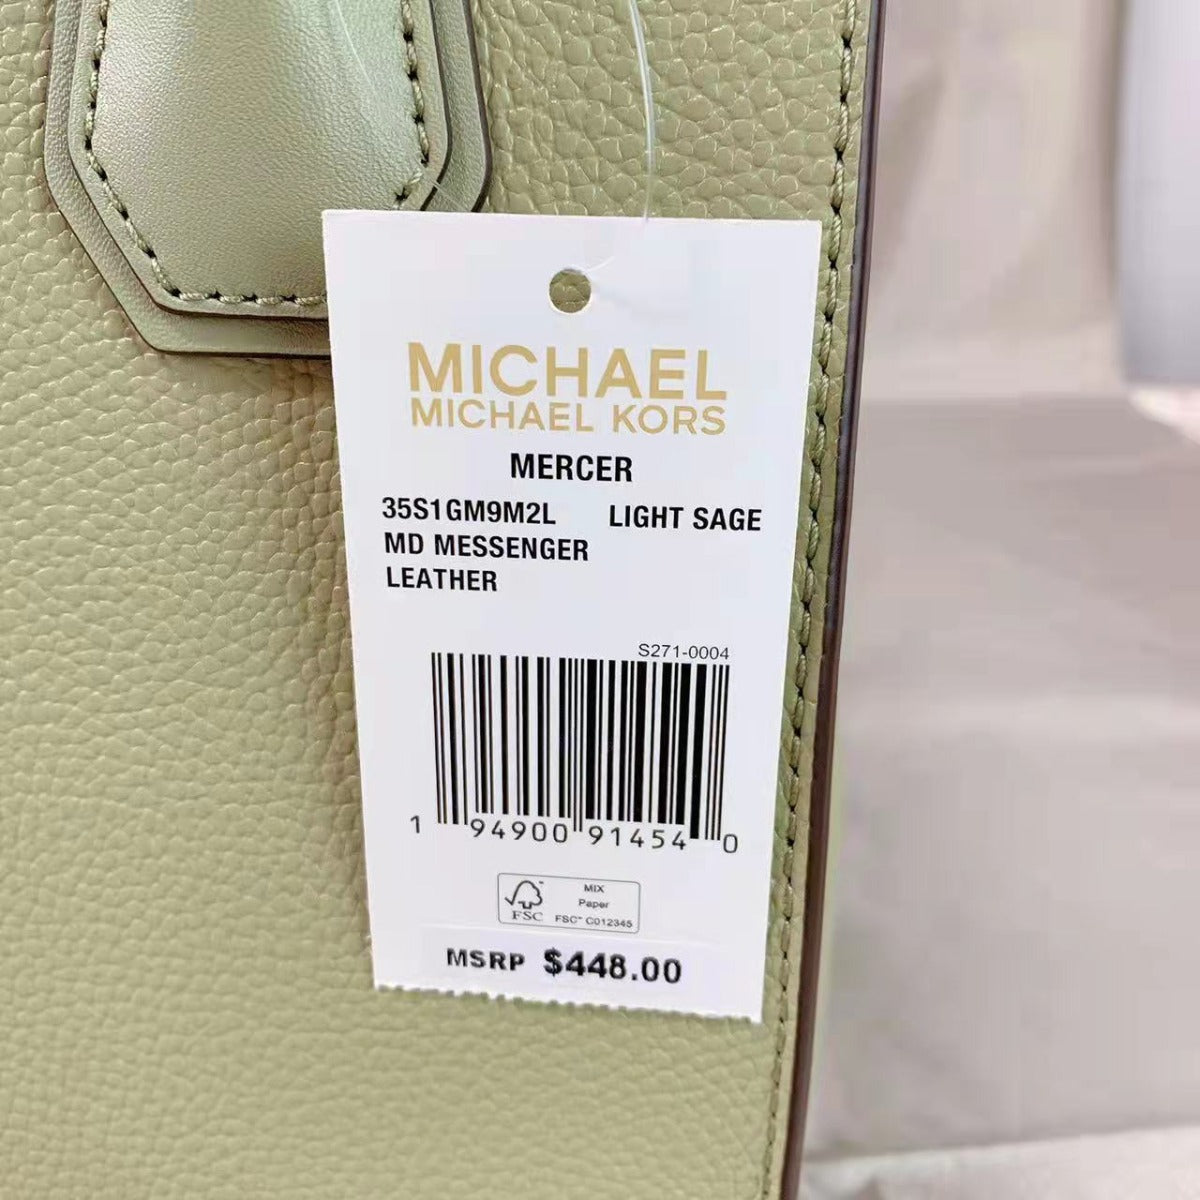 MICHAEL
MICHAEL KORS
MERCER
35S1GM9M2L LIGHT SAGE
MD MESSENGER
LEATHER
S271-0004
1 94900 91454 0
MIX
Paper
FSC™ C012345
FSC
MSRP $448.00